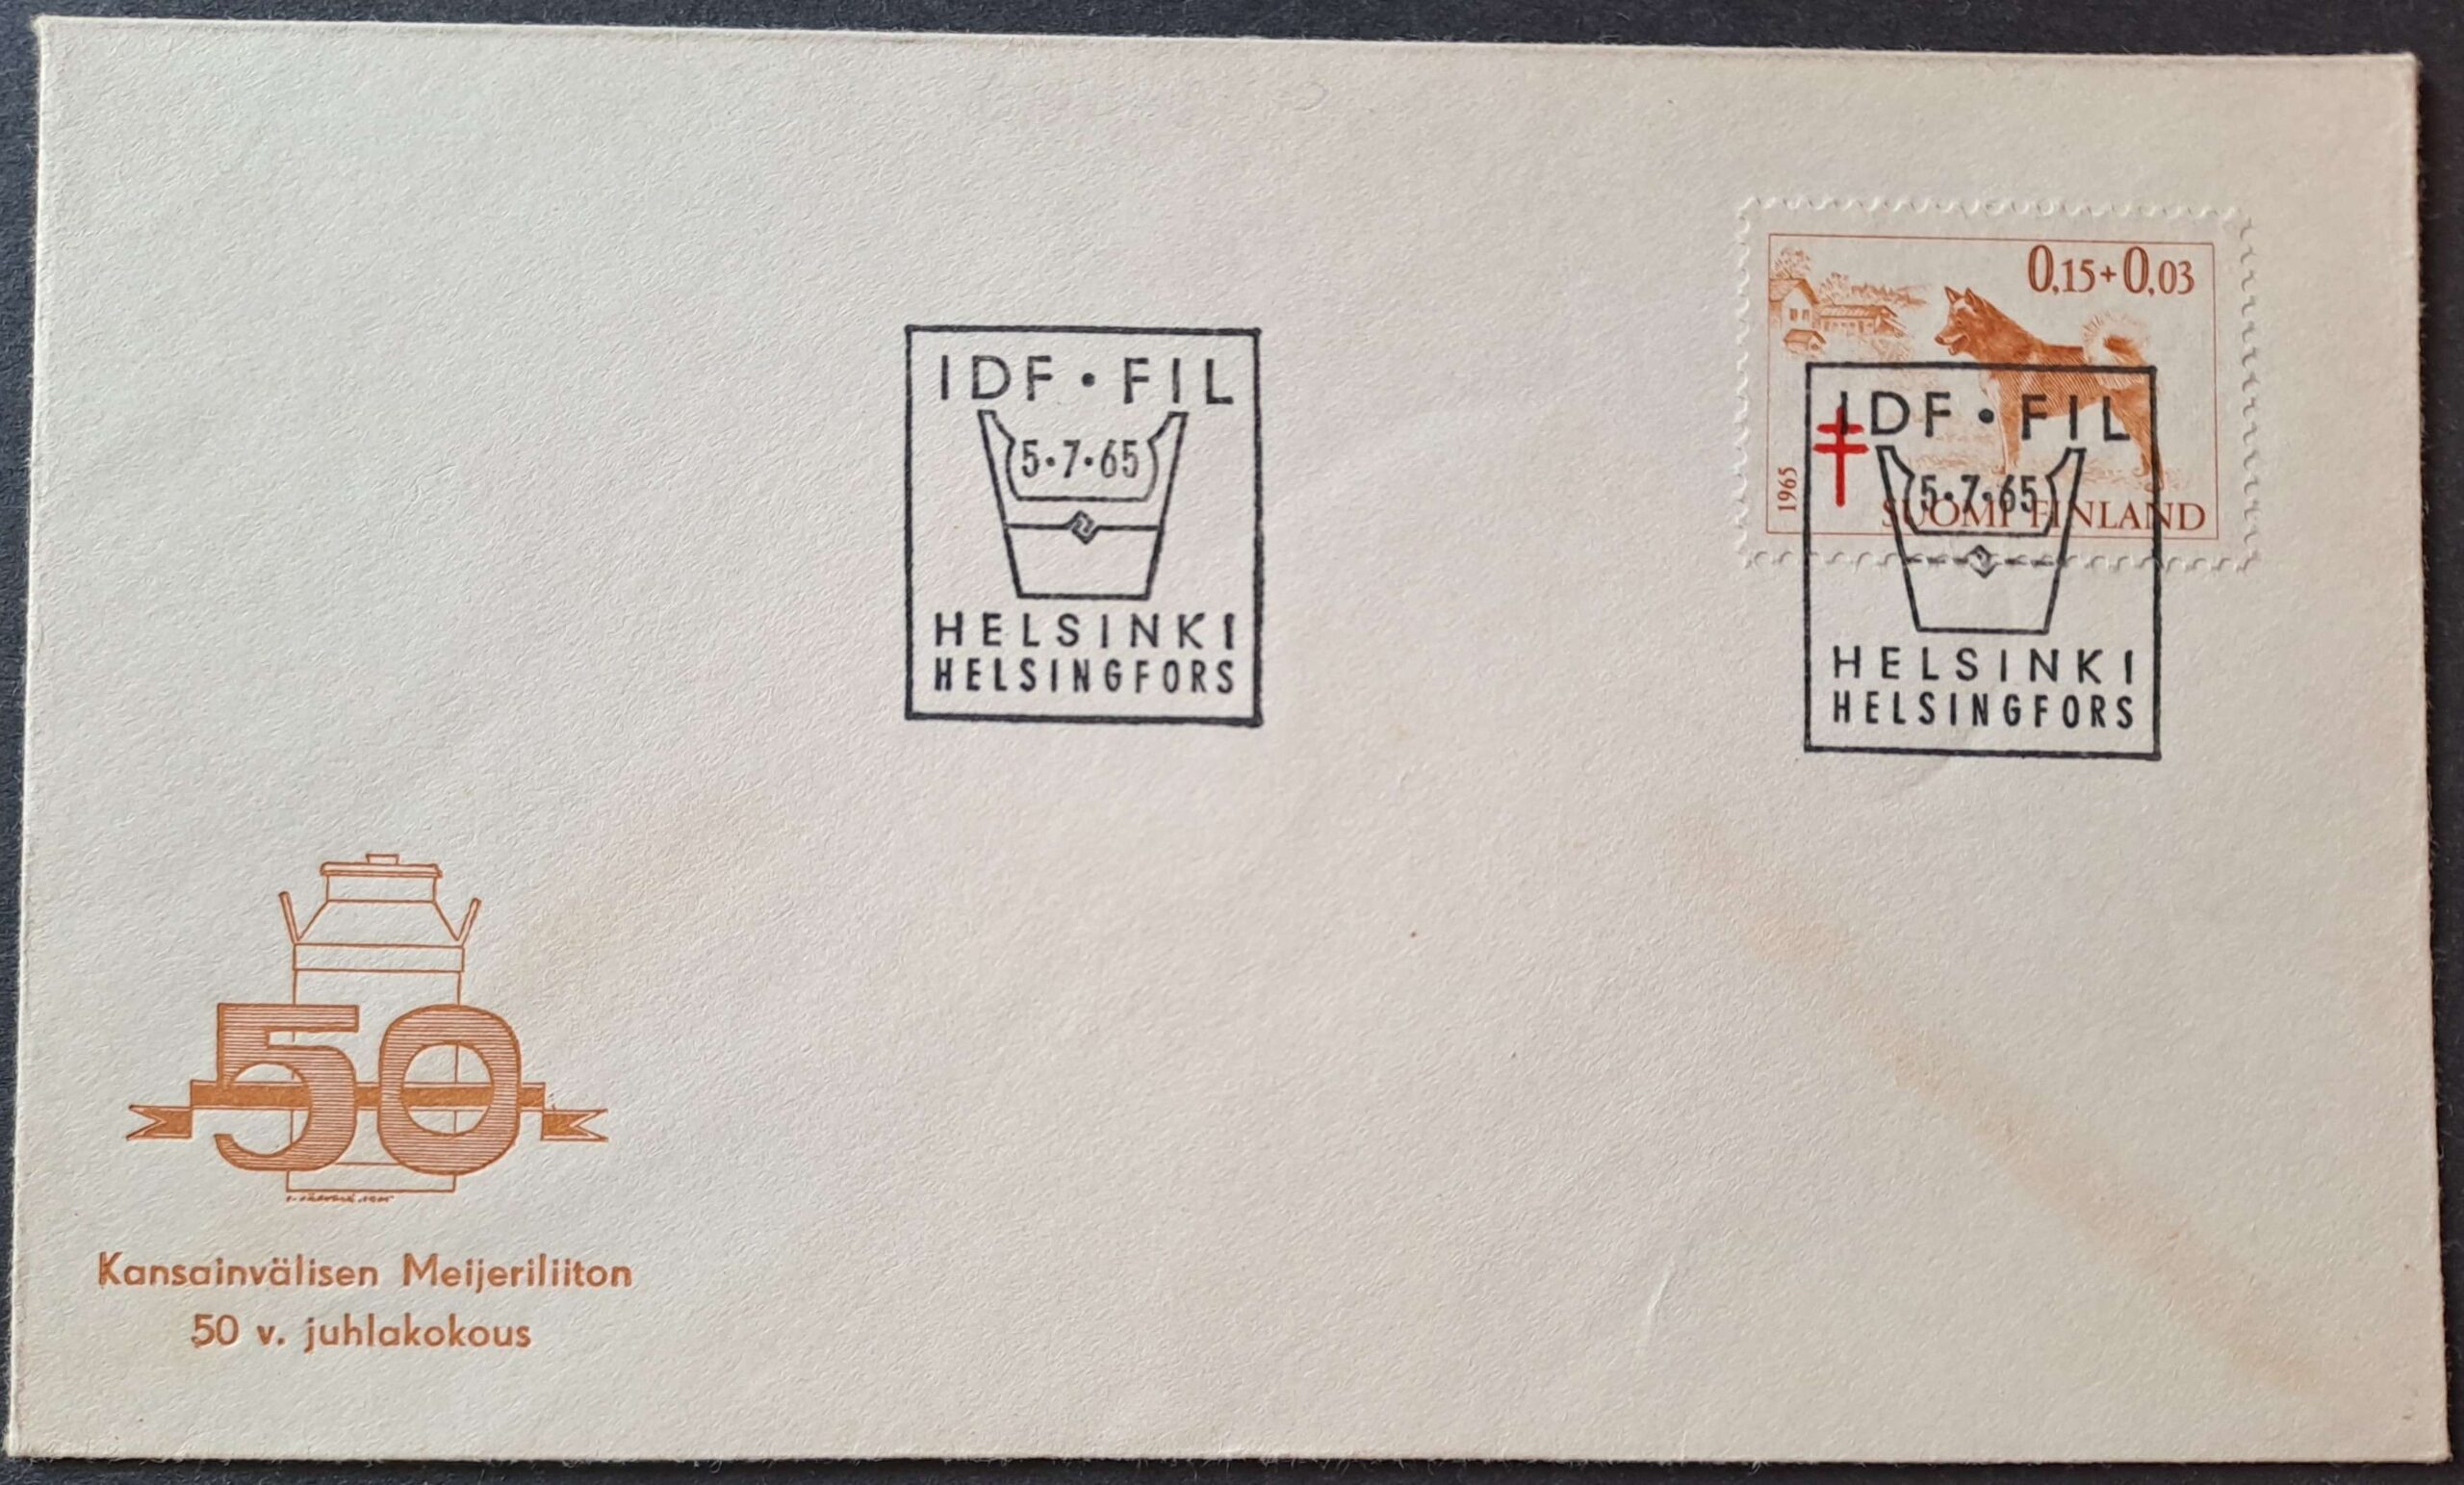 0,15+0,03
1965
SUOMI FINLAND
IDF • FIL
5•7•65
HELSINKI
HELSINGFORS
IDF • FIL
5•7•65
HELSINKI
HELSINGFORS
50
Kansainvälisen Meijeriliiton
50 v. juhlakokous